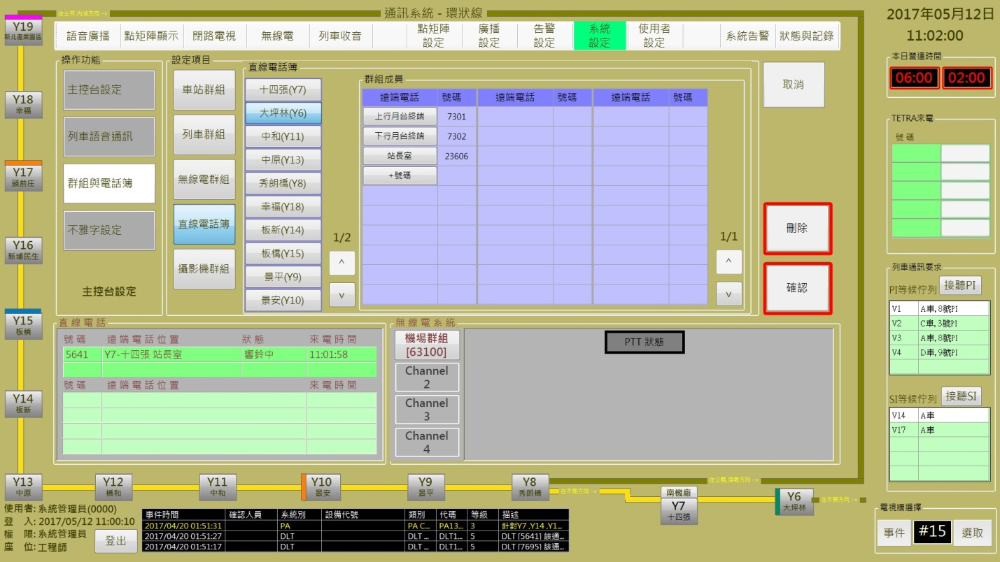 往士林,內湖方向 ->
通訊系統 - 環狀線
2017年05月12日
11:02:00
Y19
新北產業園區
語音廣播 點矩陣顯示 閉路電視 無線電 列車收音 點矩陣設定 廣播設定 告警設定 系統設定 使用者設定 系統告警 狀態與記錄
本日營運時間
06:00 02:00
操作功能
主控台設定
列車語音通訊
群組與電話簿
不雅字設定
主控台設定
設定項目
車站群組
列車群組
無線電群組
直線電話簿
攝影機群組
直線電話簿
十四張(Y7)
大坪林(Y6)
中和(Y11)
中原(Y13)
秀朗橋(Y8)
幸福(Y18)
板新(Y14)
板橋(Y15)
景平(Y9)
景安(Y10)
1/2
^
v
群組成員
遠端電話 號碼 遠端電話 號碼 遠端電話 號碼
上行月台終端 7301
下行月台終端 7302
站長室 23606
+號碼
1/1
^
v
取消
刪除
確認
TETRA來電
號碼
列車通訊要求
PI等候佇列 接聽PI
V1 A車,8號PI
V2 C車,3號PI
V3 A車,8號PI
V4 D車,9號PI
SI等候佇列 接聽SI
V14 A車
V17 A車
Y18
幸福
Y17
頭前庄
Y16
新埔民生
Y15
板橋
Y14
板新
直線電話
號碼 遠端電話位置 狀態 來電時間
5641 Y7-十四張 站長室 響鈴中 11:01:58
號碼 遠端電話位置 來電時間
無線電系統
機場群組
[63100]
Channel
2
Channel
3
Channel
4
PTT 狀態
Y13
中原
Y12
橋和
Y11
中和
Y10
景安
Y9
景平
Y8
秀朗橋
往木柵方向 ->
南機廠
Y7
十四張
Y6
大坪林
往木柵方向 ->
使用者:系統管理員(0000)
登 入:2017/05/12 11:00:10
權 限:系統管理員
座 位:工程師
登出
事件時間 確認人員 系統別 設備代號 類別 代碼 等級 描述
2017/04/20 01:51:31 PA PA C... PA13... 3 針對Y7 ,Y14 ,Y1...
2017/04/20 01:51:27 DLT DLT ... DLT1... 5 DLT [5641] 該通...
2017/04/20 01:51:17 DLT DLT ... DLT1... 5 DLT [7695] 該通...
電視牆選擇
事件 #15 選取